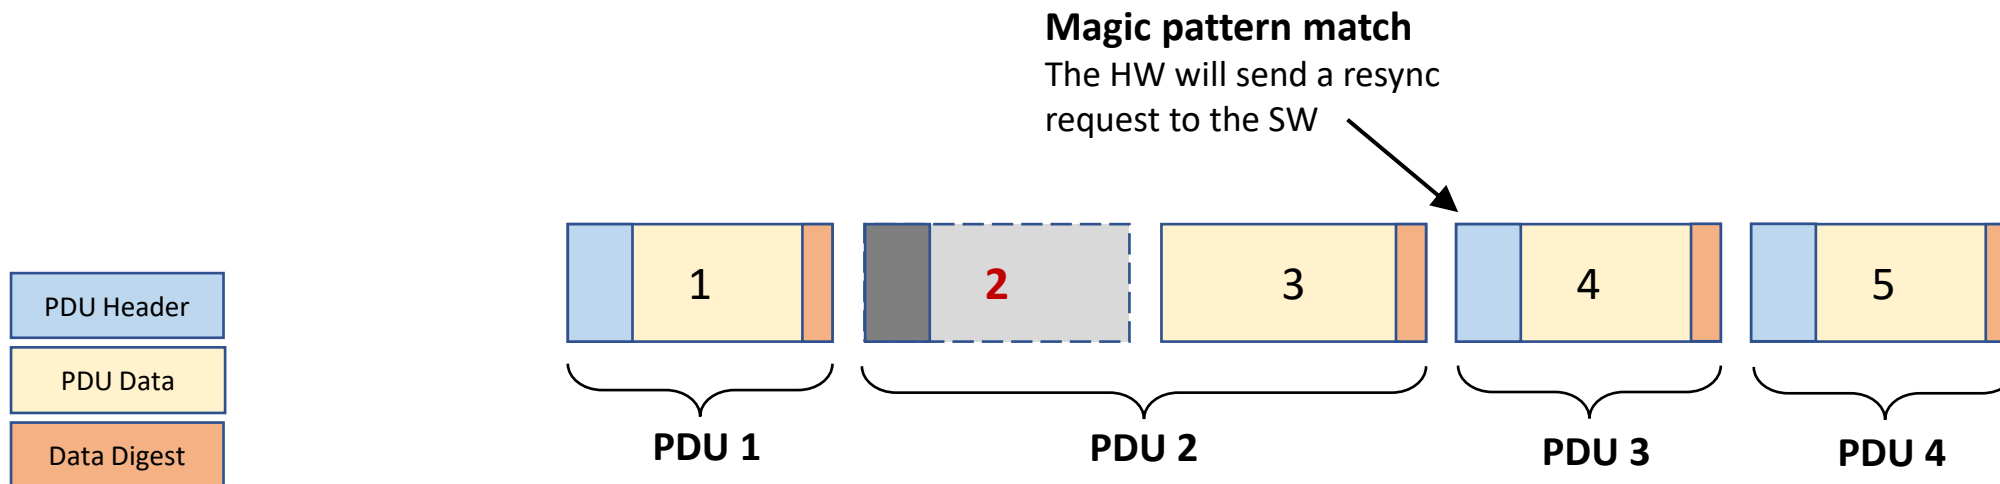 Magic pattern match
The HW will send a resync
request to the SW
1
2
3
4
5
PDU Header
PDU Data
Data Digest
PDU 1
PDU 2
PDU 3
PDU 4